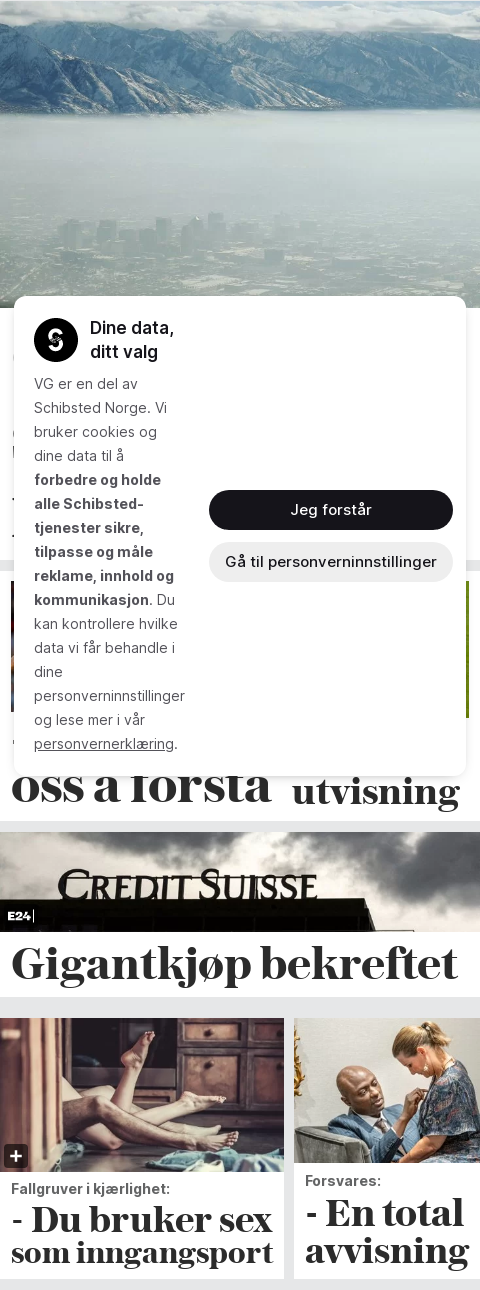 Dine data,
ditt valg
VG er en del av
Schibsted Norge. Vi
bruker cookies og
dine data til å
forbedre og holde
alle Schibsted-
tjenester sikre,
tilpasse og måle
reklame, innhold og
kommunikasjon. Du
kan kontrollere hvilke
data vi får behandle i
dine
personverninnstillinger
og lese mer i vår
personvernerklæring.
Jeg forstår
Gå til personverninnstillinger
oss å forstå
utvisning
CREDIT SUISSE
E24
Gigantkjøp bekreftet
Fallgruver i kjærlighet:
- Du bruker sex
som inngangsport
Forsvares:
- En total
avvisning